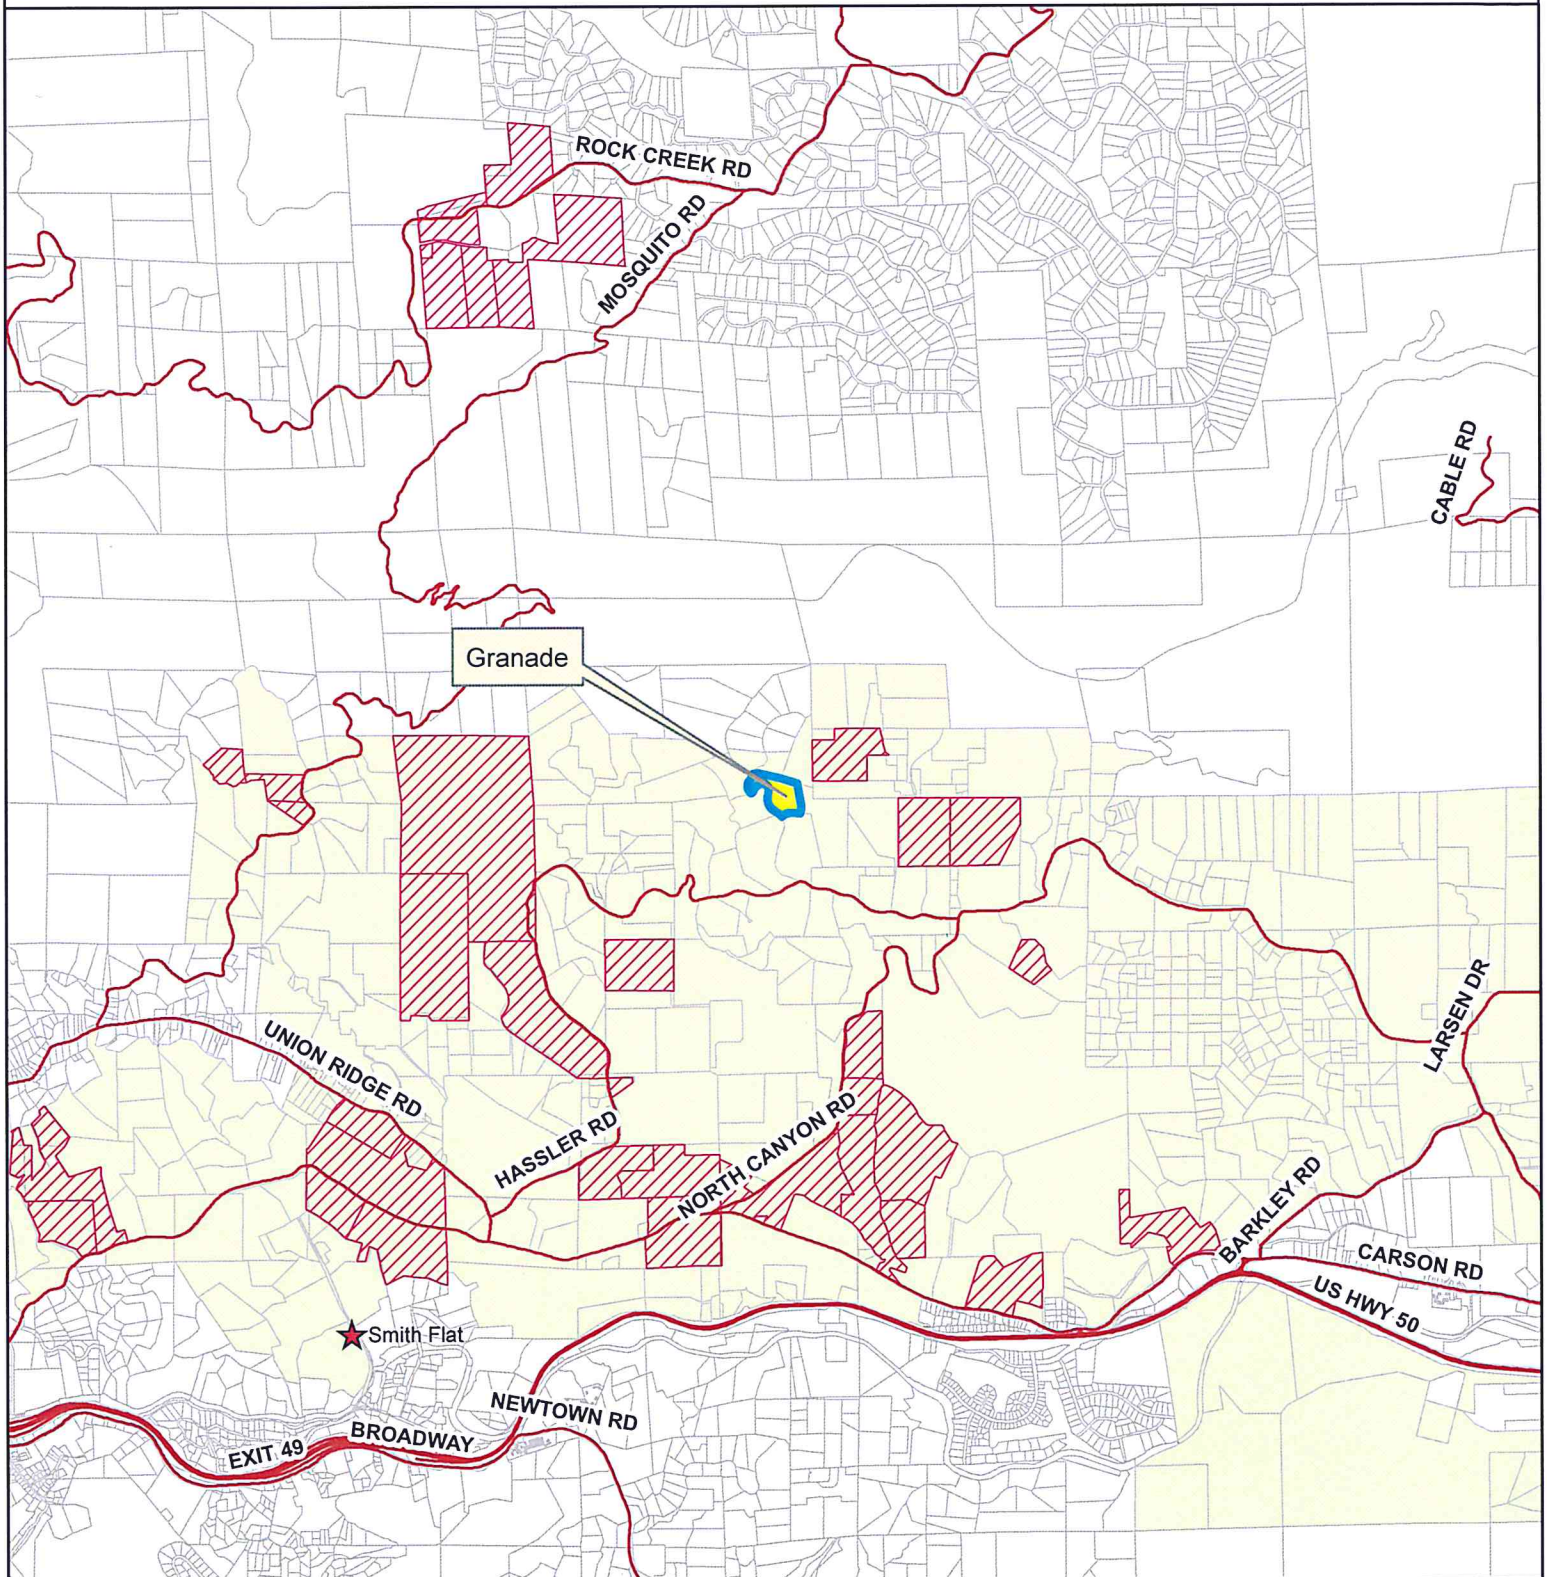 ROCK CREEK RD
MOSQUITO RD
CABLE RD
Granade
LARSEN DR
UNION RIDGE RD
HASSLER RD
NORTH CANYON RD
BARKLEY RD
CARSON RD
US HWY 50
Smith Flat
NEWTOWN RD
BROADWAY
EXIT 49